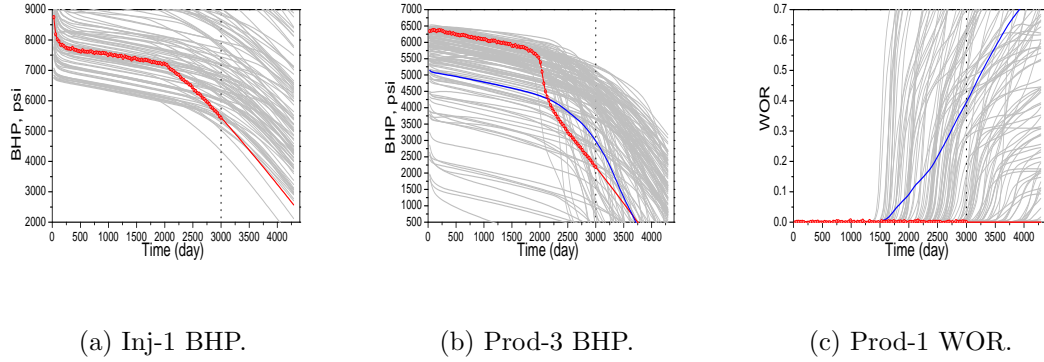 9000
8000
7000
6000
5000
4000
3000
2000
BHP, psi
0 500 1000 1500 2000 2500 3000 3500 4000
Time (day)
(a) Inj-1 BHP.
7000
6500
6000
5500
5000
4500
4000
3500
3000
2500
2000
1500
1000
500
BHP, psi
0 500 1000 1500 2000 2500 3000 3500 4000
Time (day)
(b) Prod-3 BHP.
0.7
0.6
0.5
0.4
0.3
0.2
0.1
0.0
WOR
0 500 1000 1500 2000 2500 3000 3500 4000
Time (day)
(c) Prod-1 WOR.